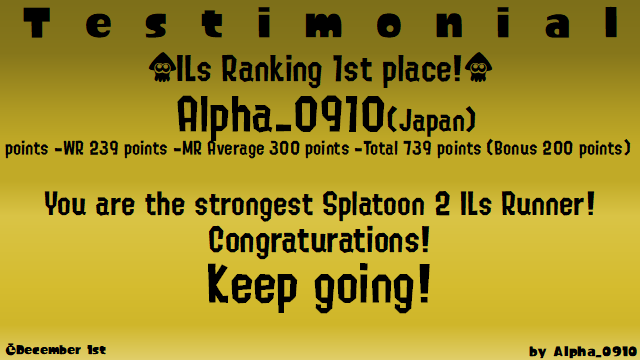 Testimonial
ILs Ranking 1st place!
Alpha_0910(Japan)
points -WR 239 points -MR Average 300 points -Total 739 points (Bonus 200 points)
You are the strongest Splatoon 2 ILs Runner!
Congraturations!
Keep going!
December 1st
by Alpha_0910